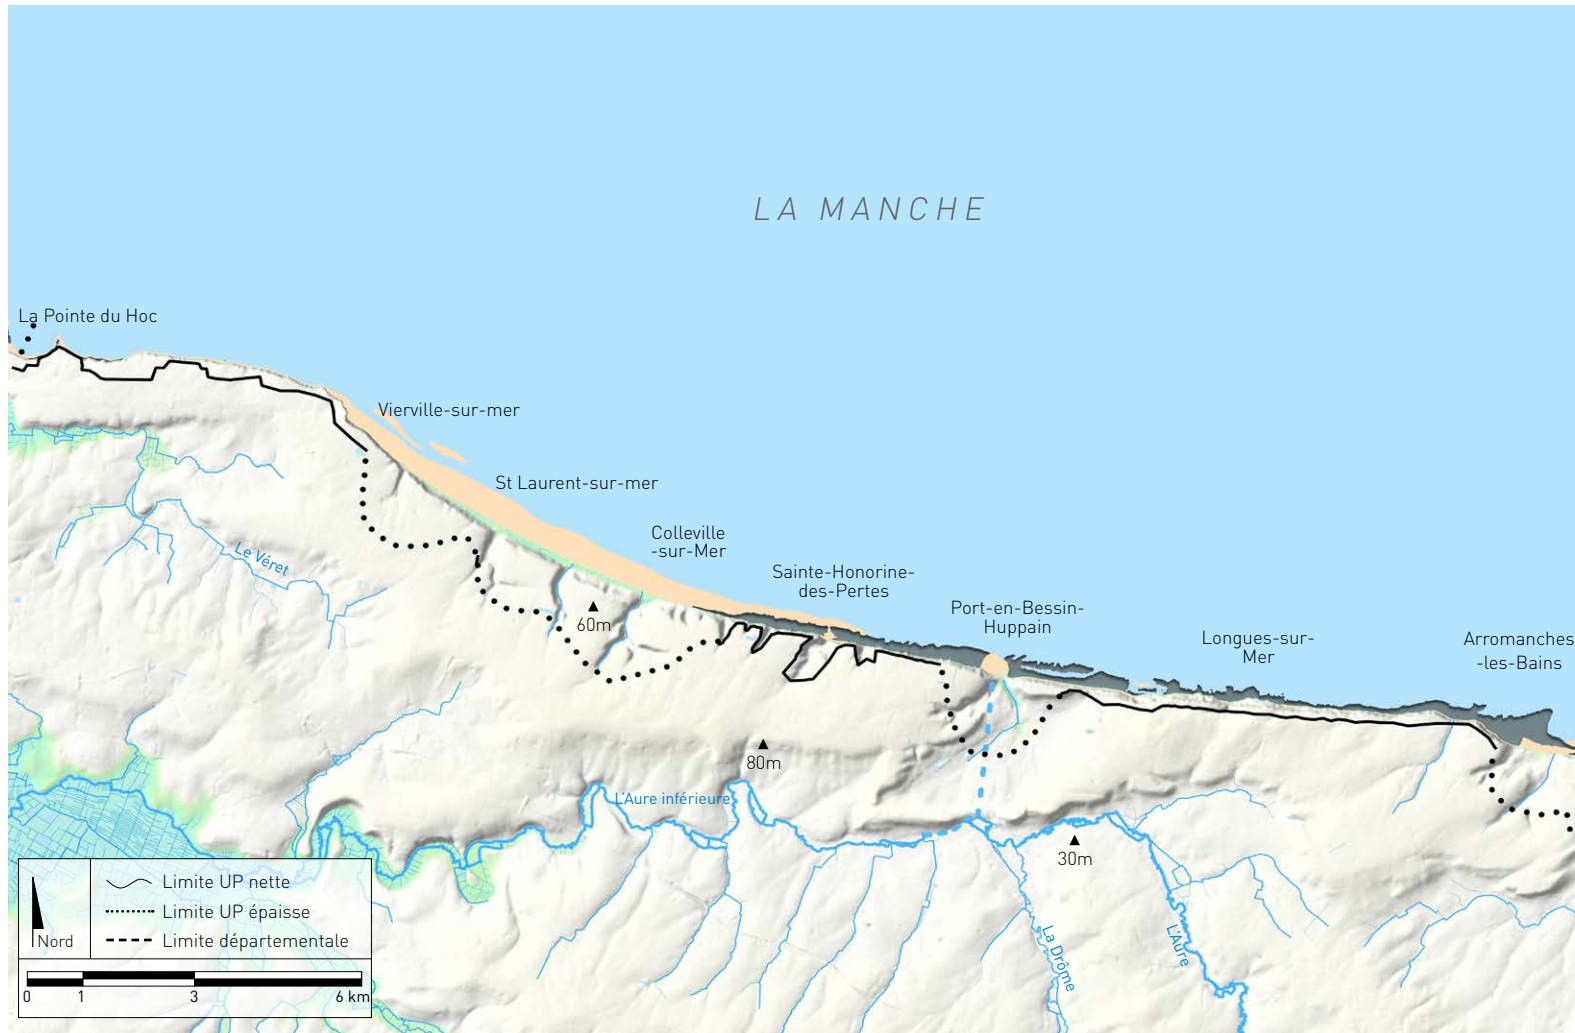 LA MANCHE
La Pointe du Hoc
Vierville-sur-mer
St Laurent-sur-mer
Colleville
-sur-Mer
Sainte-Honorine-
des-Pertes
Port-en-Bessin-
Huppain
Longues-sur-
Mer
Arromanches
-les-Bains
Le Véret
60m
80m
L'Aure inférieure
30m
La Drôme
L'Aure
Nord
Limite UP nette
Limite UP épaisse
Limite départementale
0 1 3 6 km